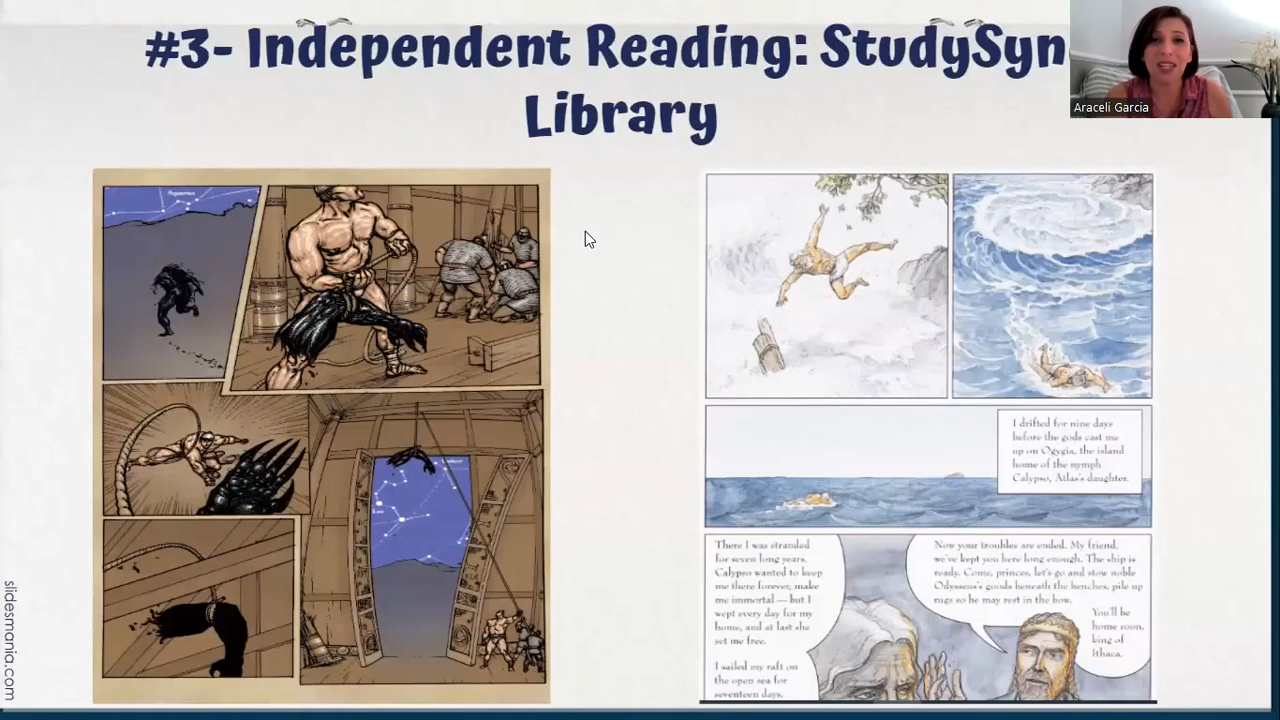 #3- Independent Reading: StudySyn
Library
Araceli Garcia
Aquarius
I drifted for nine days
before the gods cast me
up on Ogygia, the island
home of the nymph
Calypso, Atlas's daughter.
There I was stranded
for seven long years.
Calypso wanted to keep
me there forever, make
me immortal — but I
wept every day for my
home, and at last she
set me free.
I sailed my raft on
the open sea for
seventeen days,
Now your troubles are ended. My friend,
we've kept you here long enough. The ship is
ready. Come, princes, let's go and stow noble
Odysseus's goods beneath the benches, pile up
rugs so he may rest in the bow.
You'll be
home soon,
king of
Ithaca.
slidesmania.com